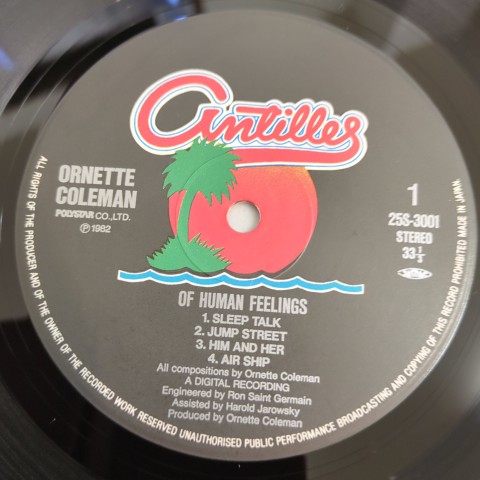 Antilles
ORNETTE
COLEMAN
POLYSTAR CO., LTD.
Ⓟ 1982
1
25S-3001
STEREO
33⅓
OF HUMAN FEELINGS
1. SLEEP TALK
2. JUMP STREET
3. HIM AND HER
4. AIR SHIP
All compositions by Ornette Coleman
A DIGITAL RECORDING
Engineered by Ron Saint Germain
Assisted by Harold Jarowsky
Produced by Ornette Coleman
ALL RIGHTS OF THE PRODUCER AND OF THE OWNER OF THE RECORDED WORK RESERVED UNAUTHORISED PUBLIC PERFORMANCE BROADCASTING AND COPYING OF THIS RECORD PROHIBITED MADE IN JAPAN.